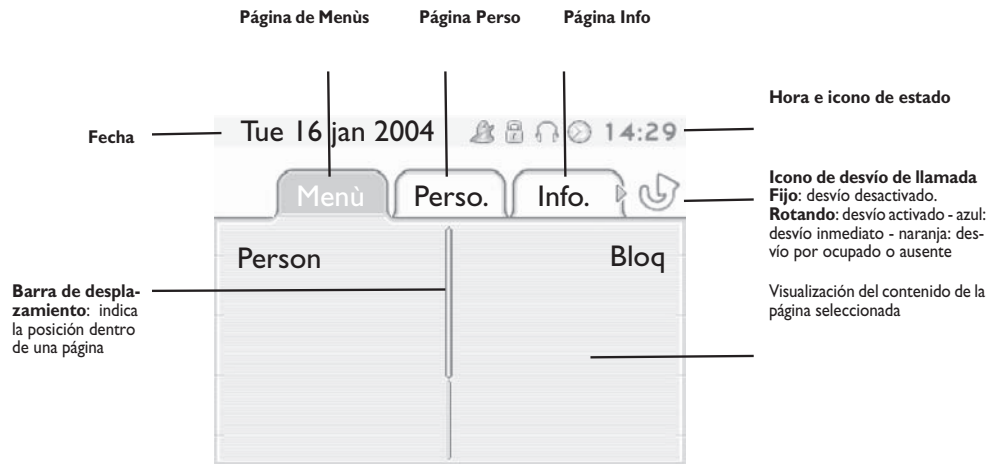 Página de Menùs
Página Perso
Página Info
Hora e icono de estado
Fecha
Tue 16 jan 2004
14:29
Icono de desvío de llamada
Fijo: desvío desactivado.
Rotando: desvío activado - azul:
desvío inmediato - naranja: des-
vío por ocupado o ausente
Menù
Perso.
Info.
Person
Bloq
Barra de despla-
zamiento: indica
la posición dentro
de una página
Visualización del contenido de la
página seleccionada